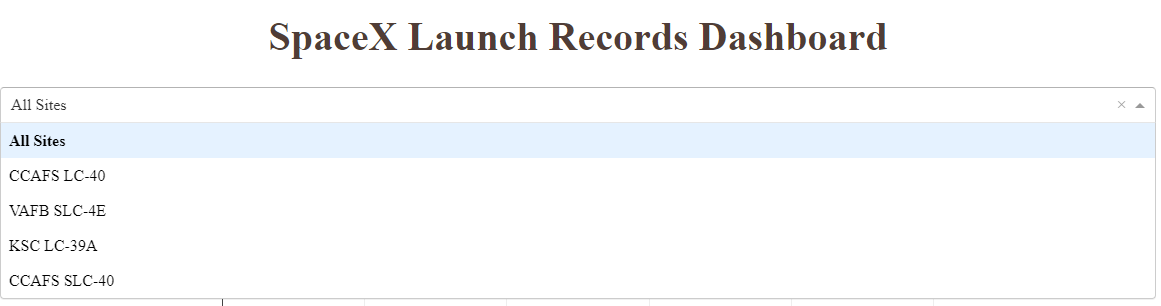 SpaceX Launch Records Dashboard
All Sites
All Sites
CCAFS LC-40
VAFB SLC-4E
KSC LC-39A
CCAFS SLC-40